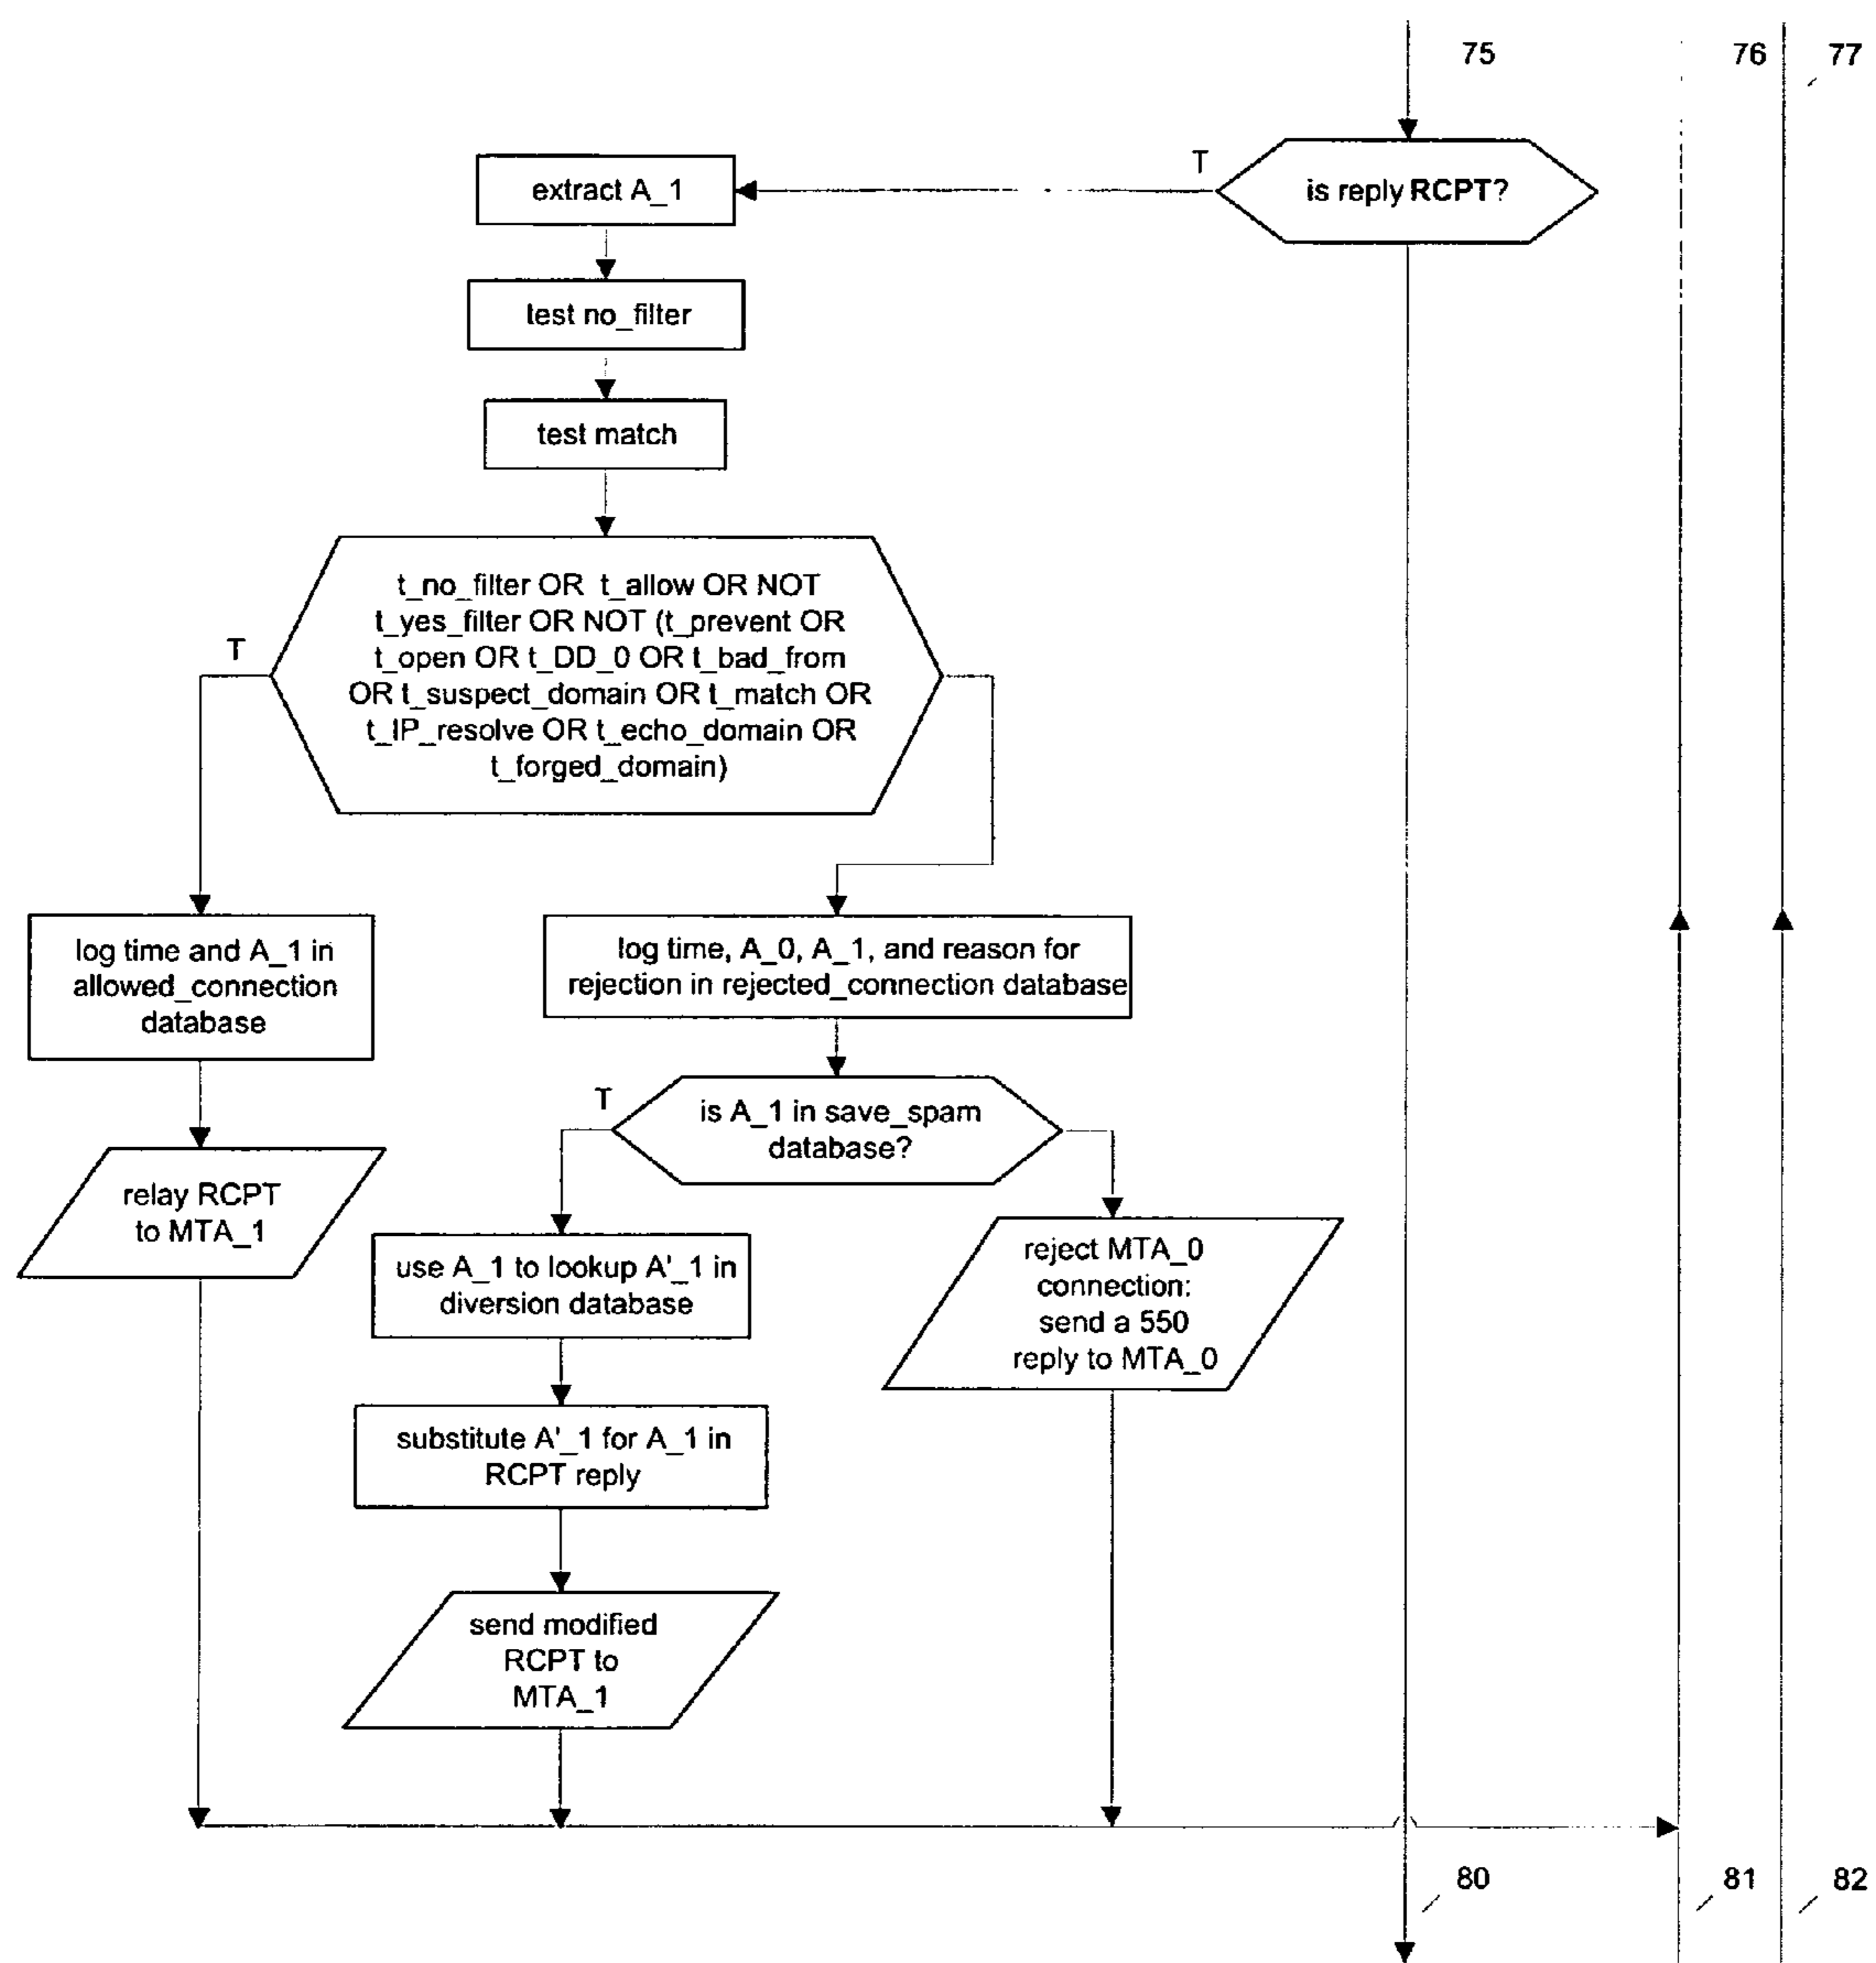 75
76
77
T
is reply RCPT?
extract A_1
test no_filter
test match
t_no_filter OR t_allow OR NOT
t_yes_filter OR NOT (t_prevent OR
t_open OR t_DD_0 OR t_bad_from
OR t_suspect_domain OR t_match OR
t_IP_resolve OR t_echo_domain OR
t_forged_domain)
T
log time and A_1 in
allowed_connection
database
log time, A_0, A_1, and reason for
rejection in rejected_connection database
relay RCPT
to MTA_1
T
is A_1 in save_spam
database?
use A_1 to lookup A'_1 in
diversion database
reject MTA_0
connection:
send a 550
reply to MTA_0
substitute A'_1 for A_1 in
RCPT reply
send modified
RCPT to
MTA_1
80
81
82